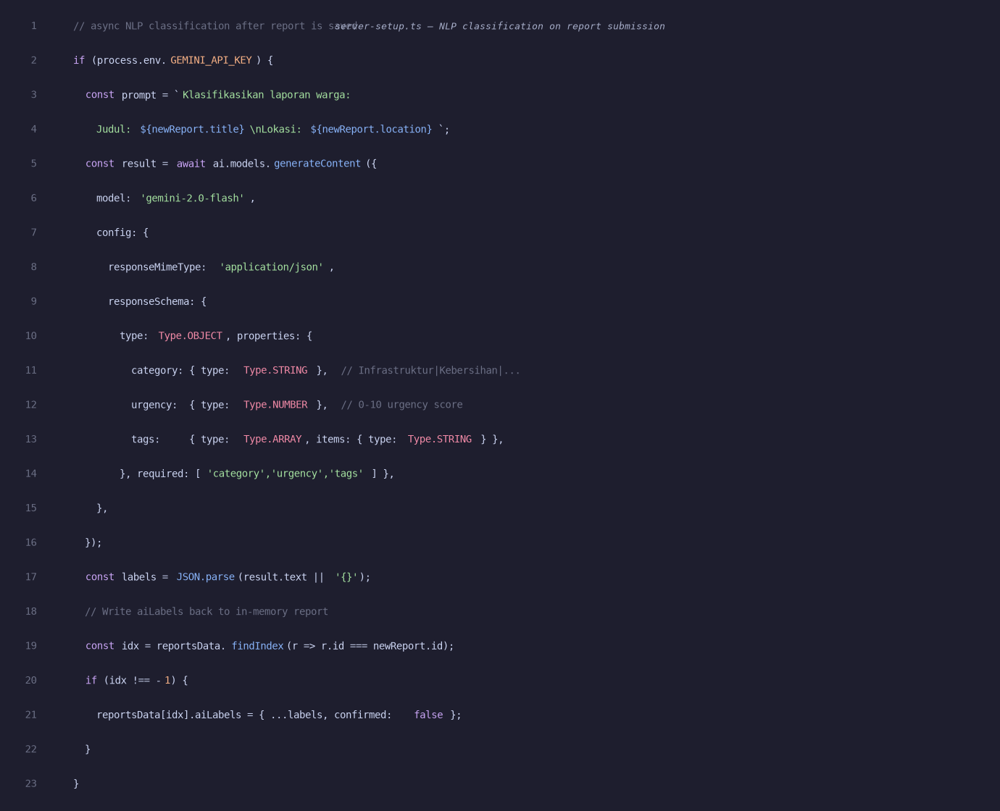 1 // async NLP classification after report is saved server-setup.ts — NLP classification on report submission
2 if (process.env.GEMINI_API_KEY) {
3 const prompt = `Klasifikasikan laporan warga:
4 Judul: ${newReport.title}\nLokasi: ${newReport.location}`;
5 const result = await ai.models.generateContent({
6 model: 'gemini-2.0-flash',
7 config: {
8 responseMimeType: 'application/json',
9 responseSchema: {
10 type: Type.OBJECT, properties: {
11 category: { type: Type.STRING }, // Infrastruktur|Kebersihan|...
12 urgency: { type: Type.NUMBER }, // 0-10 urgency score
13 tags: { type: Type.ARRAY, items: { type: Type.STRING } },
14 }, required: ['category','urgency','tags'] },
15 },
16 });
17 const labels = JSON.parse(result.text || '{}');
18 // Write aiLabels back to in-memory report
19 const idx = reportsData.findIndex(r => r.id === newReport.id);
20 if (idx !== -1) {
21 reportsData[idx].aiLabels = { ...labels, confirmed: false };
22 }
23 }